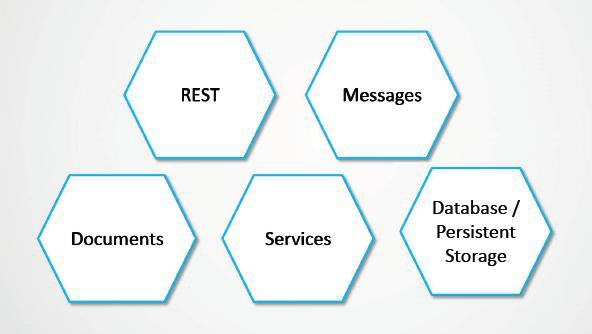 REST
Messages
Documents
Services
Database /
Persistent
Storage